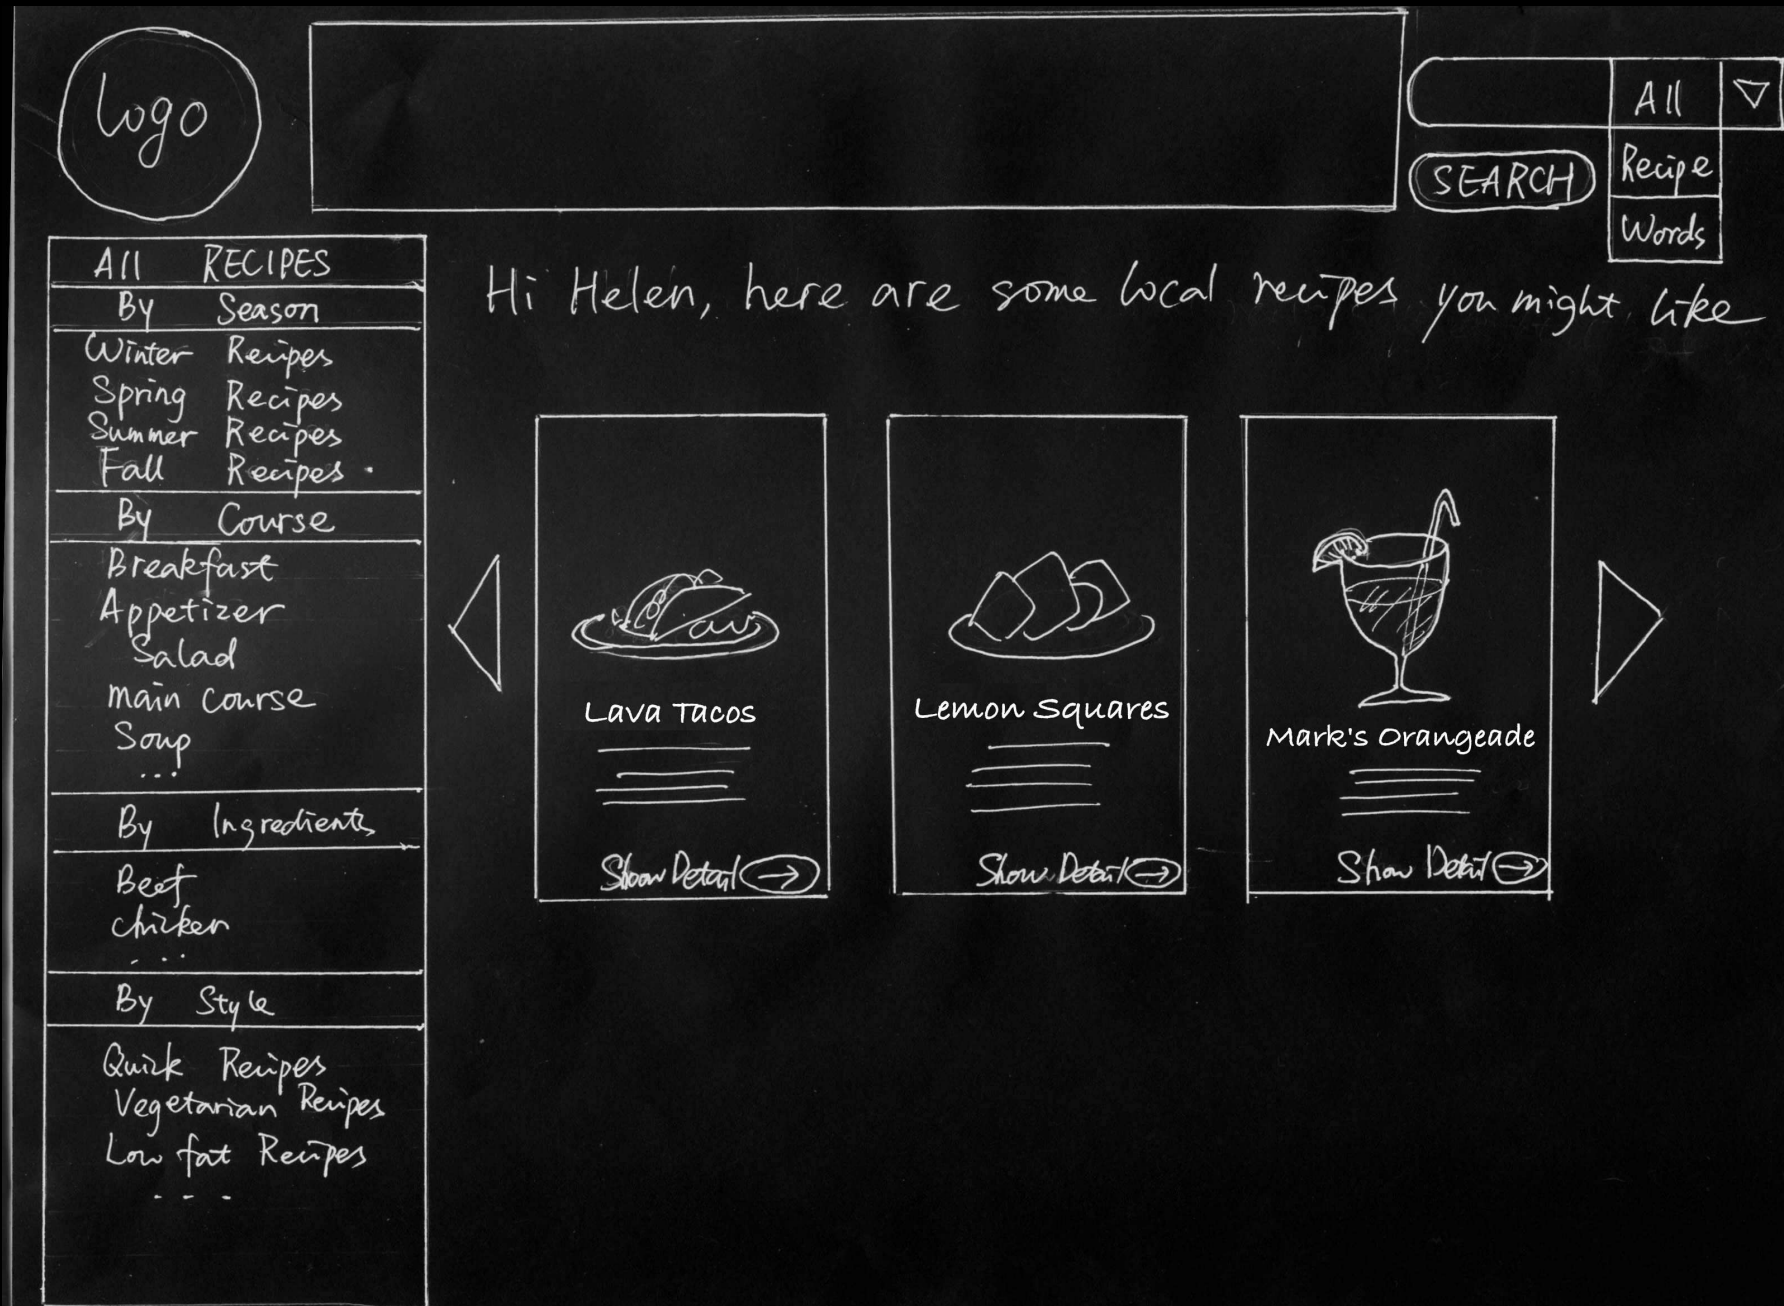 Logo
All
Recipe
Words
SEARCH
All RECIPES
By Season
Winter Recipes
Spring Recipes
Summer Recipes
Fall Recipes
By Course
Breakfast
Appetizer
Salad
main course
Soup
...
By Ingredients
Beef
chicken
...
By Style
Quick Recipes
Vegetarian Recipes
Low fat Recipes
...
Hi Helen, here are some local recipes you might like
Lava Tacos
Show Detail
Lemon Squares
Show Detail
Mark's Orangeade
Show Detail